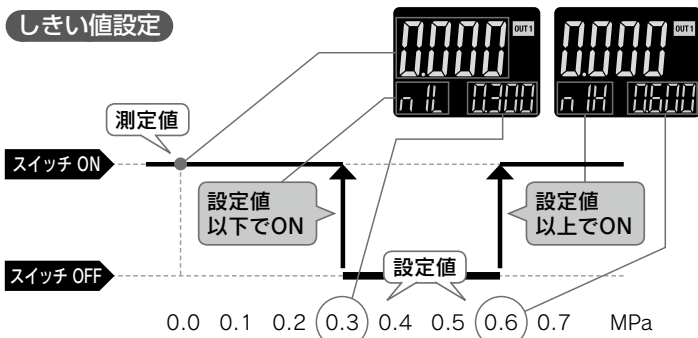 しきい値設定
0.000
OUT1
n 1L
0.300
0.000
OUT1
n 1H
0.600
測定値
スイッチ ON
設定値
以下でON
設定値
以上でON
スイッチ OFF
設定値
0.0 0.1 0.2 0.3 0.4 0.5 0.6 0.7 MPa